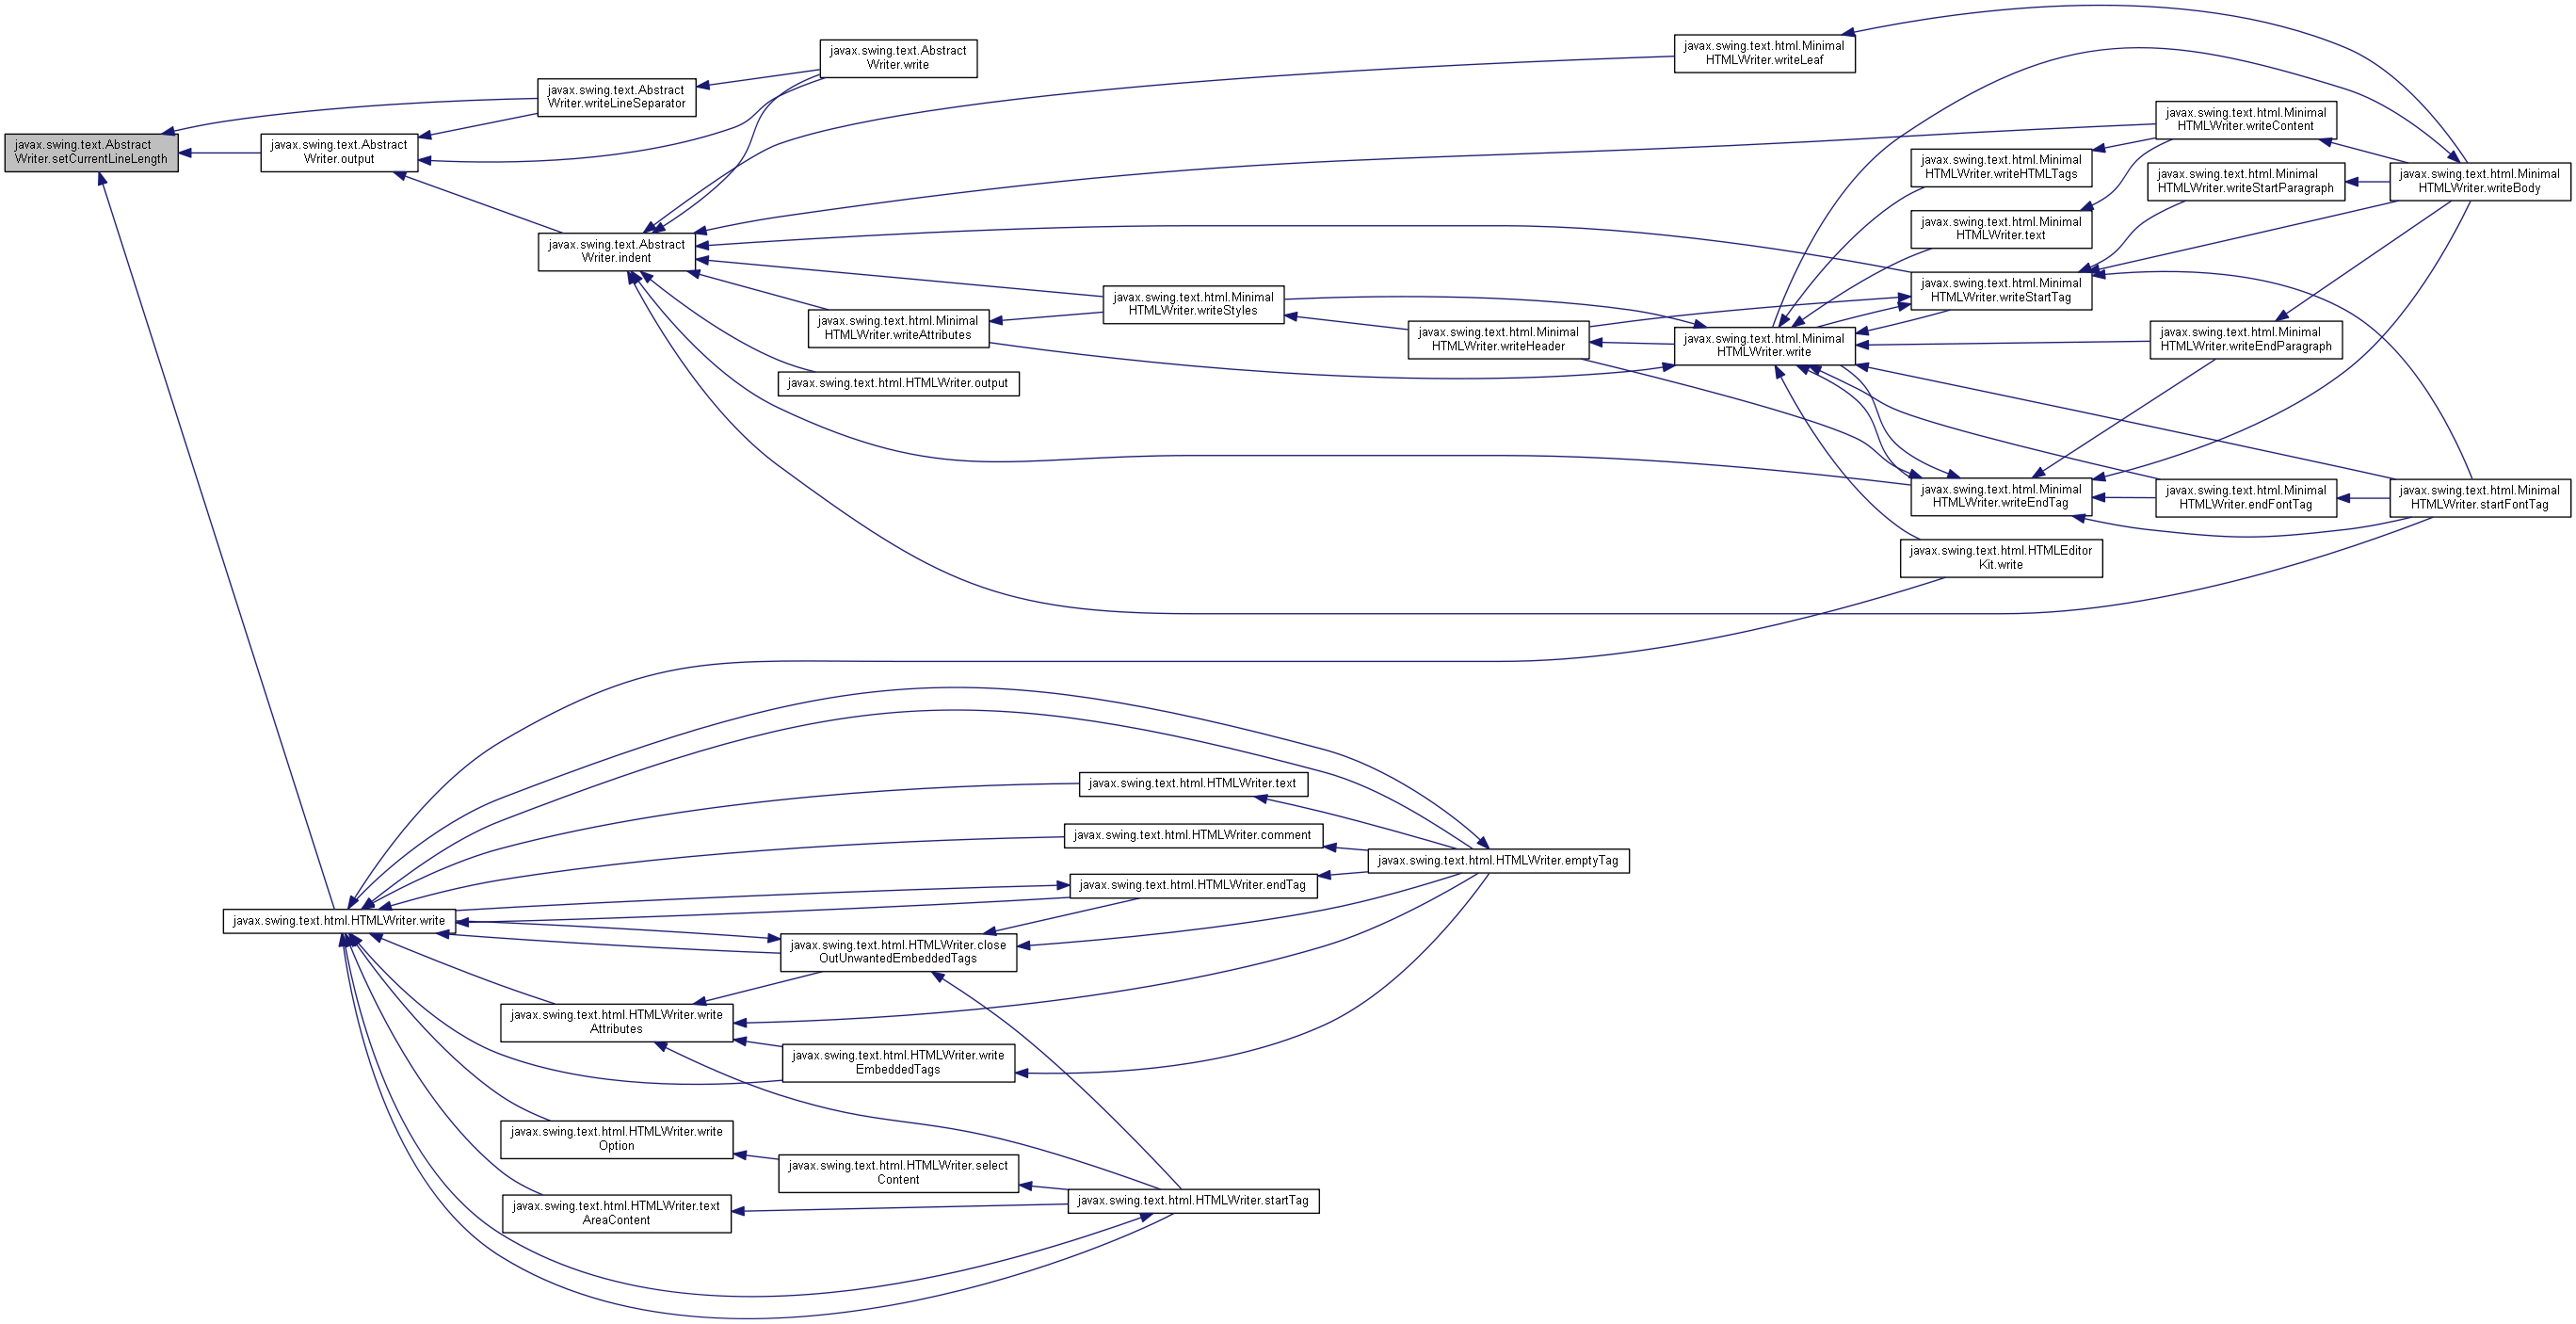 javax.swing.text.Abstract
Writer.setCurrentLineLength
javax.swing.text.Abstract
Writer.output
javax.swing.text.Abstract
Writer.writeLineSeparator
javax.swing.text.Abstract
Writer.write
javax.swing.text.Abstract
Writer.indent
javax.swing.text.html.Minimal
HTMLWriter.writeAttributes
javax.swing.text.html.HTMLWriter.output
javax.swing.text.html.Minimal
HTMLWriter.writeStyles
javax.swing.text.html.Minimal
HTMLWriter.writeHeader
javax.swing.text.html.Minimal
HTMLWriter.writeLeaf
javax.swing.text.html.Minimal
HTMLWriter.write
javax.swing.text.html.Minimal
HTMLWriter.writeHTMLTags
javax.swing.text.html.Minimal
HTMLWriter.text
javax.swing.text.html.Minimal
HTMLWriter.writeStartTag
javax.swing.text.html.Minimal
HTMLWriter.writeEndTag
javax.swing.text.html.HTMLEditor
Kit.write
javax.swing.text.html.Minimal
HTMLWriter.writeContent
javax.swing.text.html.Minimal
HTMLWriter.writeStartParagraph
javax.swing.text.html.Minimal
HTMLWriter.writeEndParagraph
javax.swing.text.html.Minimal
HTMLWriter.endFontTag
javax.swing.text.html.Minimal
HTMLWriter.writeBody
javax.swing.text.html.Minimal
HTMLWriter.startFontTag
javax.swing.text.html.HTMLWriter.write
javax.swing.text.html.HTMLWriter.text
javax.swing.text.html.HTMLWriter.comment
javax.swing.text.html.HTMLWriter.emptyTag
javax.swing.text.html.HTMLWriter.endTag
javax.swing.text.html.HTMLWriter.close
OutUnwantedEmbeddedTags
javax.swing.text.html.HTMLWriter.write
Attributes
javax.swing.text.html.HTMLWriter.write
EmbeddedTags
javax.swing.text.html.HTMLWriter.write
Option
javax.swing.text.html.HTMLWriter.select
Content
javax.swing.text.html.HTMLWriter.text
AreaContent
javax.swing.text.html.HTMLWriter.startTag